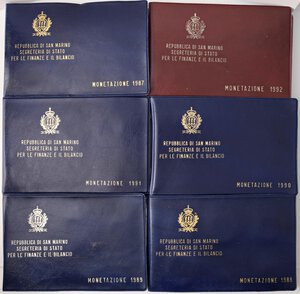 REPUBBLICA DI SAN MARINO
SEGRETERIA DI STATO
PER LE FINANZE E IL BILANCIO
MONETAZIONE 1987
REPUBBLICA DI SAN MARINO
SEGRETERIA DI STATO
PER LE FINANZE E IL BILANCIO
MONETAZIONE 1992
REPUBBLICA DI SAN MARINO
SEGRETERIA DI STATO
PER LE FINANZE E IL BILANCIO
MONETAZIONE 1991
REPUBBLICA DI SAN MARINO
SEGRETERIA DI STATO
PER LE FINANZE E IL BILANCIO
MONETAZIONE 1990
REPUBBLICA DI SAN MARINO
SEGRETERIA DI STATO
PER LE FINANZE E IL BILANCIO
MONETAZIONE 1989
REPUBBLICA DI SAN MARINO
SEGRETERIA DI STATO
PER LE FINANZE E IL BILANCIO
MONETAZIONE 1988